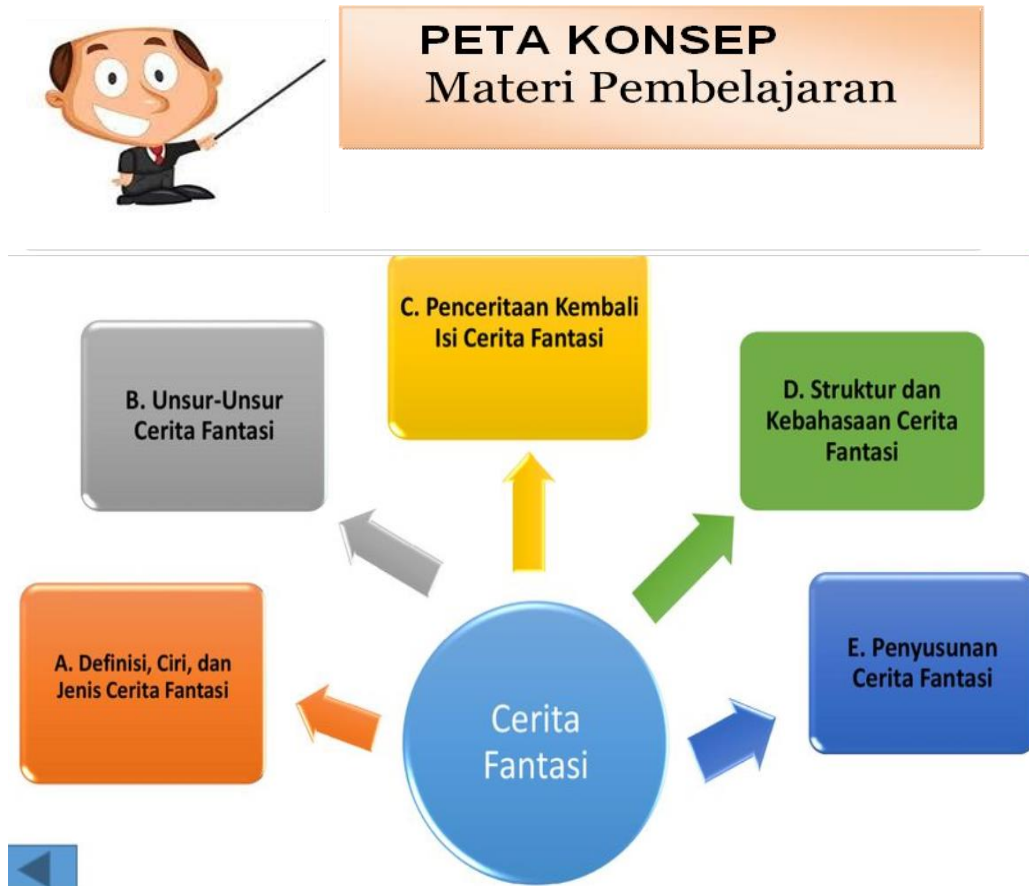 PETA KONSEP
Materi Pembelajaran
A. Definisi, Ciri, dan
Jenis Cerita Fantasi
B. Unsur-Unsur
Cerita Fantasi
C. Penceritaan Kembali
Isi Cerita Fantasi
D. Struktur dan
Kebahasaan Cerita
Fantasi
E. Penyusunan
Cerita Fantasi
Cerita
Fantasi